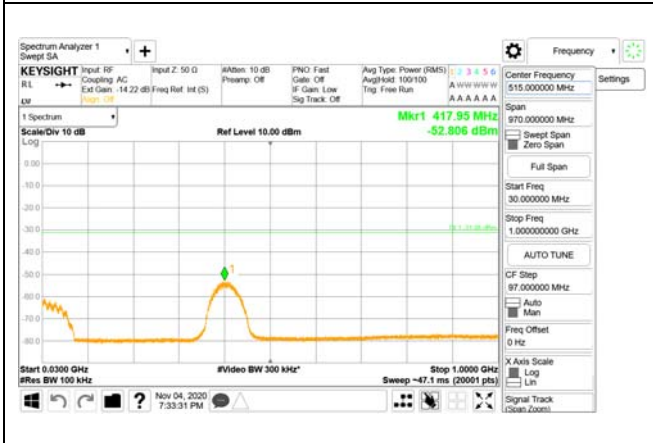 Spectrum Analyzer 1
Swept SA
+
Frequency
KEYSIGHT
Input: RF
Coupling: AC
Ext Gain: -14.22 dB
Align: Off
Input Z: 50 Ω
Freq Ref: Int (S)
#Atten: 10 dB
Preamp: Off
PNO: Fast
Gate: Off
IF Gain: Low
Sig Track: Off
Avg Type: Power (RMS)
Avg|Hold: 100/100
Trig: Free Run
1 2 3 4 5 6
A W W W W W
A A A A A A
RL
1 Spectrum
Scale/Div 10 dB
Log
Ref Level 10.00 dBm
Mkr1 417.95 MHz
-52.806 dBm
0.00
-10.0
-20.0
-30.0
-40.0
-50.0
-60.0
-70.0
-80.0
1
Start 0.0300 GHz
#Res BW 100 kHz
#Video BW 300 kHz*
Stop 1.0000 GHz
Sweep ~47.1 ms (20001 pts)
Nov 04, 2020
7:33:31 PM
?
Center Frequency
515.000000 MHz
Settings
Span
970.000000 MHz
Swept Span
Zero Span
Full Span
Start Freq
30.000000 MHz
Stop Freq
1.000000000 GHz
AUTO TUNE
CF Step
97.000000 MHz
Auto
Man
Freq Offset
0 Hz
X Axis Scale
Log
Lin
Signal Track
(Span Zoom)